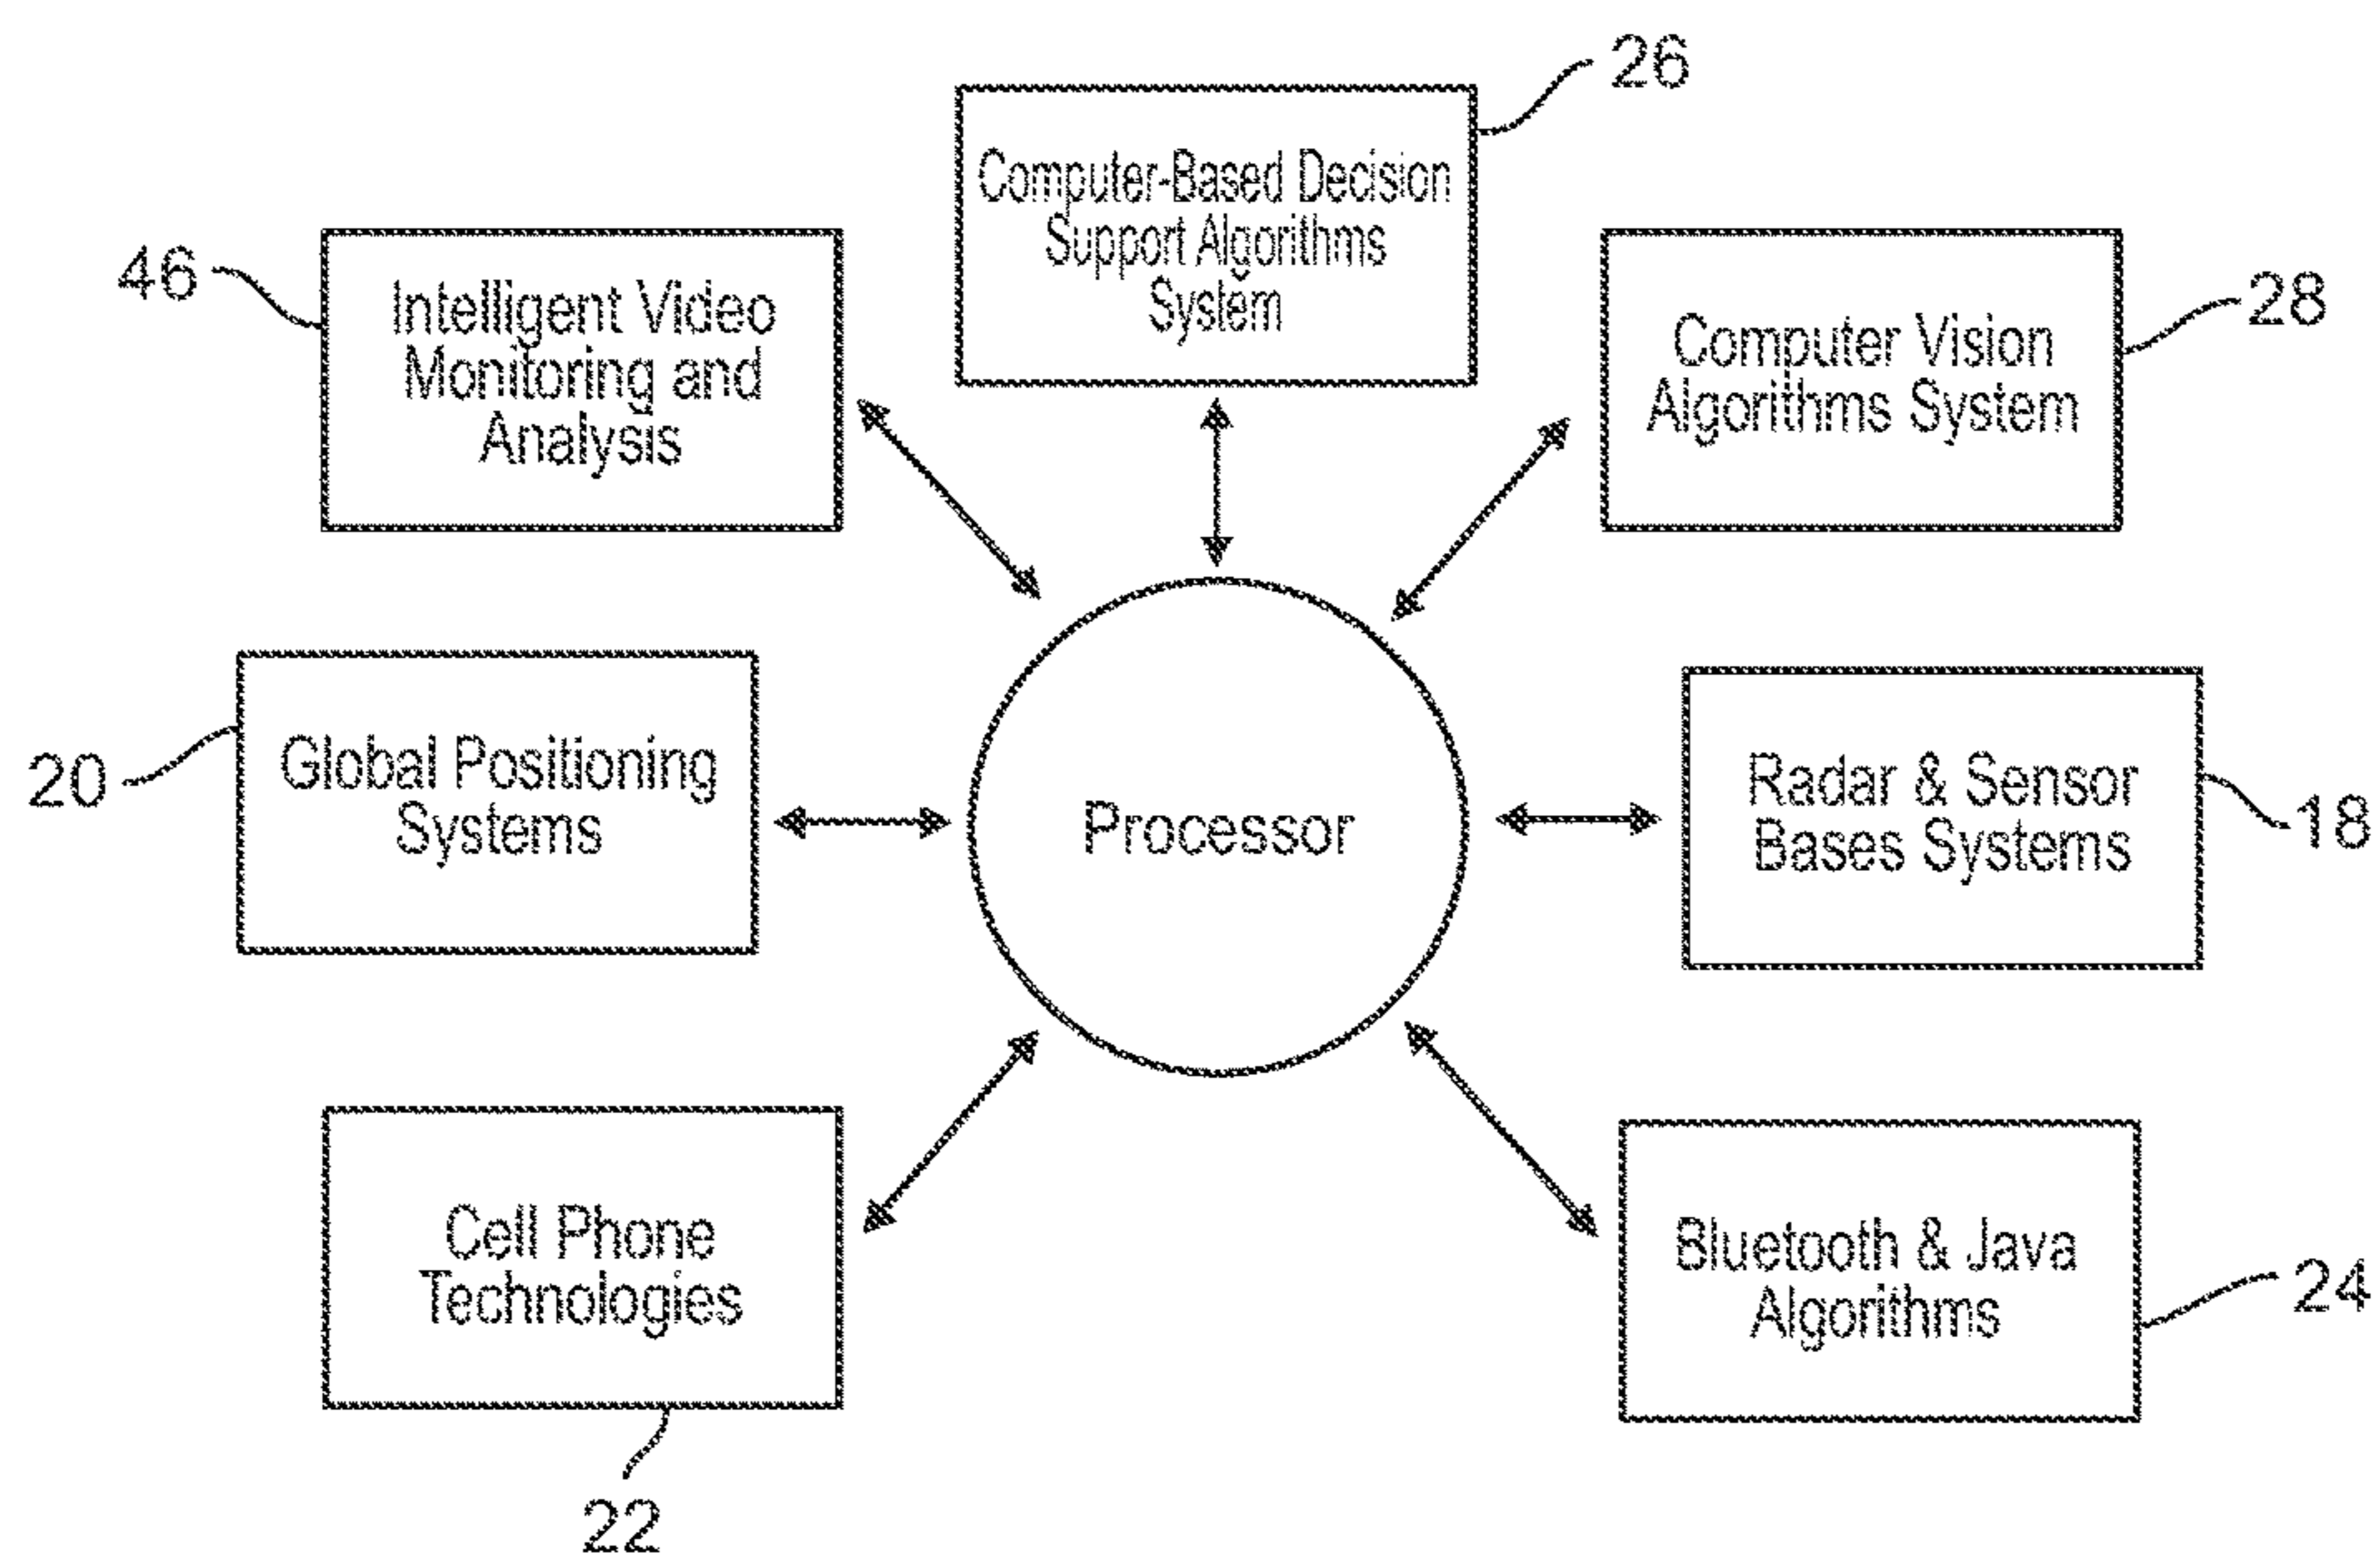 26
Computer-Based Decision
Support Algorithms
System
46
Intelligent Video
Monitoring and
Analysis
28
Computer Vision
Algorithms System
20
Global Positioning
Systems
Processor
Radar & Sensor
Bases Systems
18
Cell Phone
Technologies
22
Bluetooth & Java
Algorithms
24